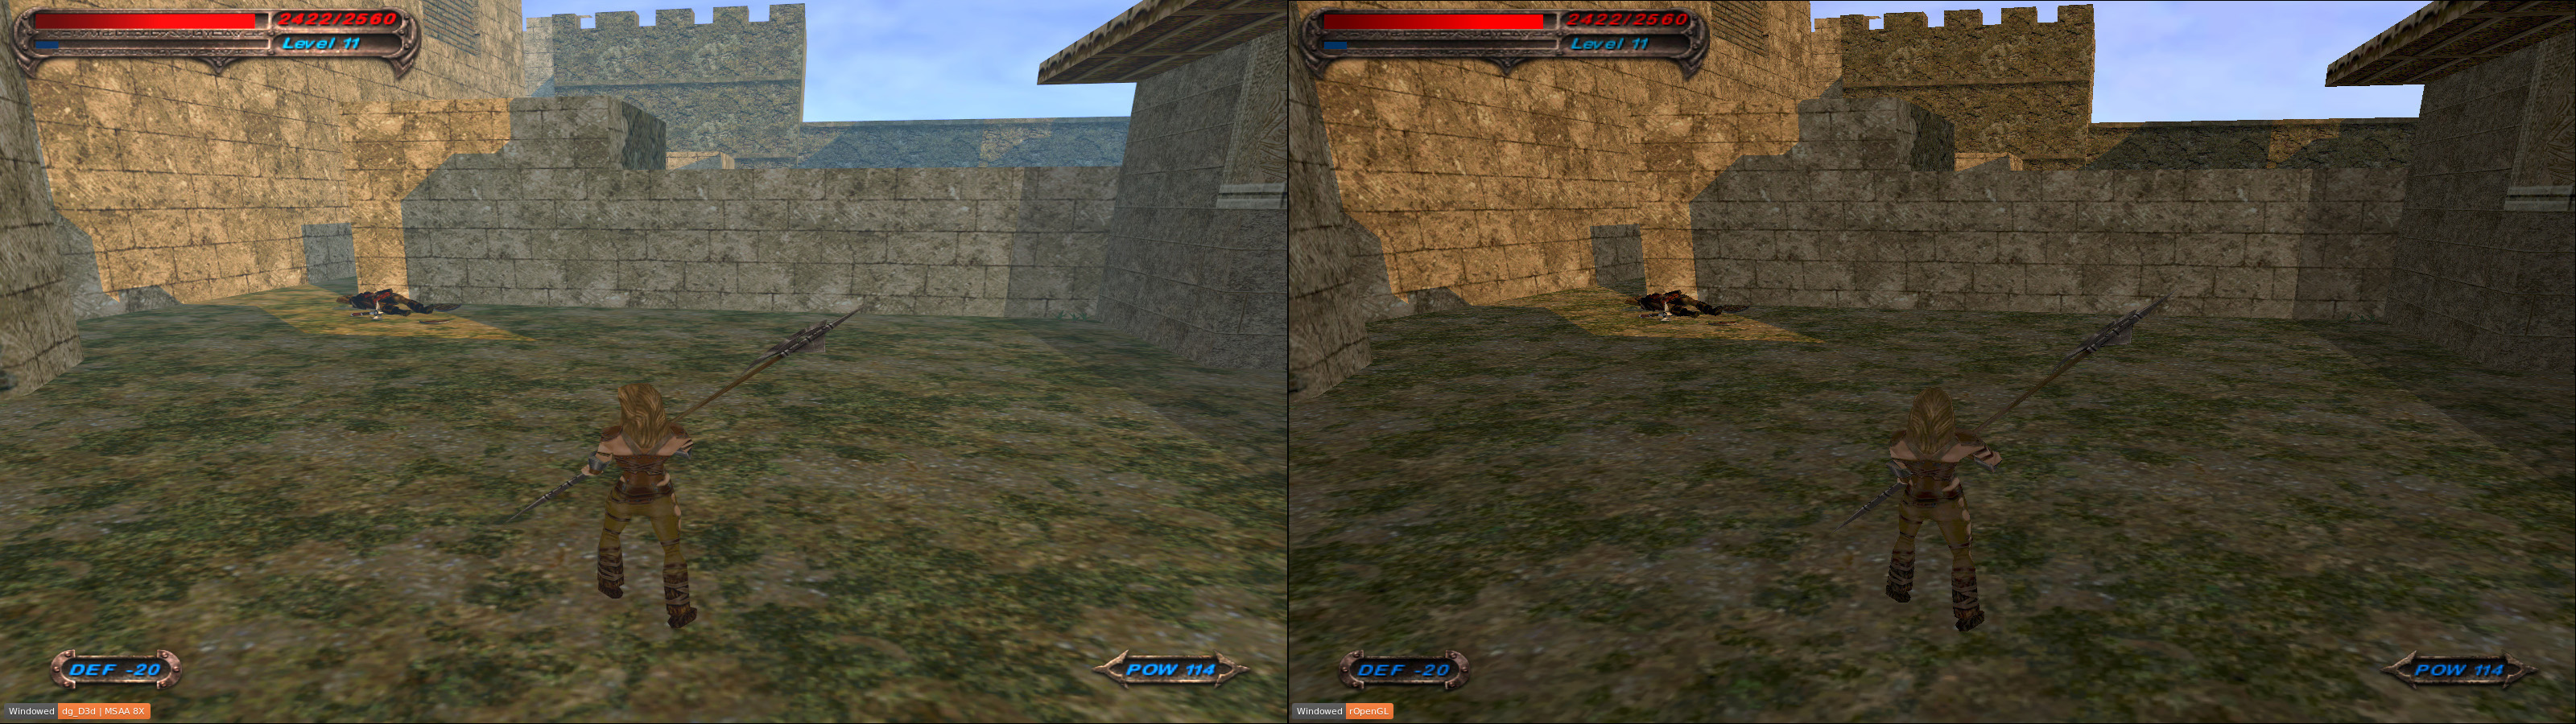 2422/2560
Level 11
2422/2560
Level 11
DEF -20
POW 114
DEF -20
POW 114
Windowed dg_D3d | MSAA 8X
Windowed rOpenGL